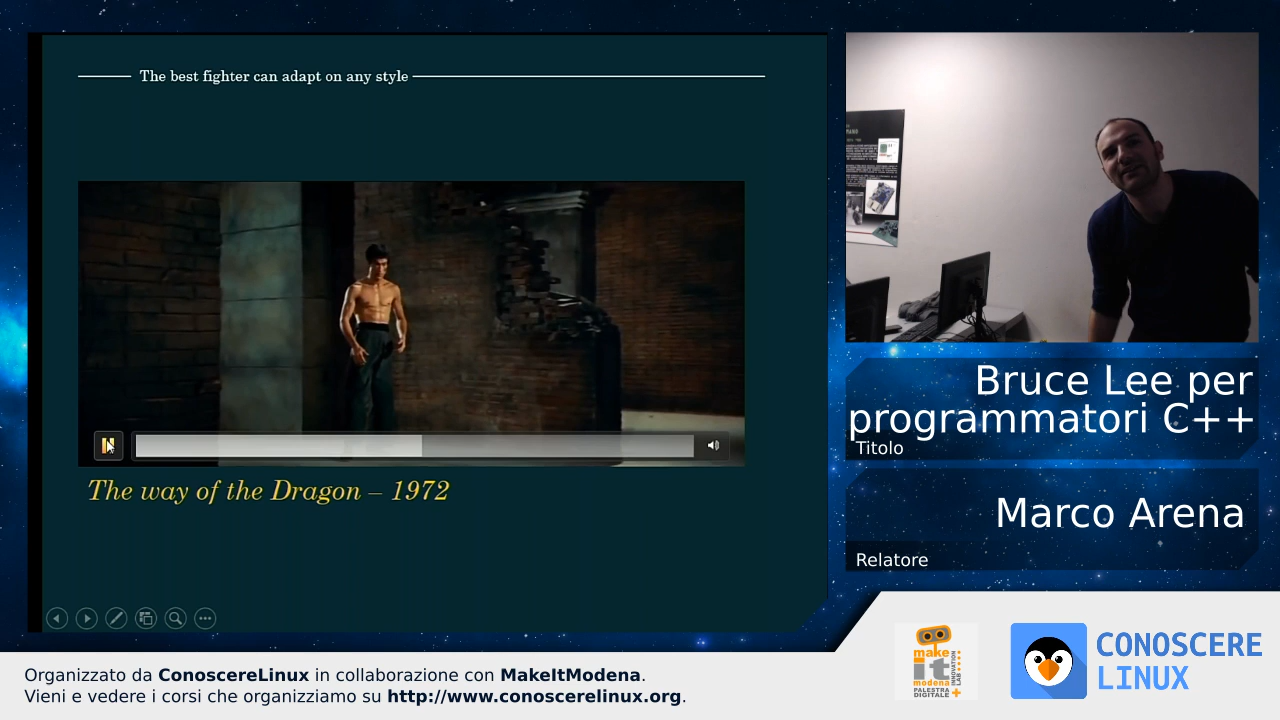 The best fighter can adapt on any style
The way of the Dragon – 1972
Bruce Lee per
programmatori C++
Titolo
Marco Arena
Relatore
Organizzato da ConoscereLinux in collaborazione con MakeItModena.
Vieni e vedere i corsi che organizziamo su http://www.conoscerelinux.org.
make
it
modena
PALESTRA
DIGITALE
INNOVATION
LAB
CONOSCERE
LINUX